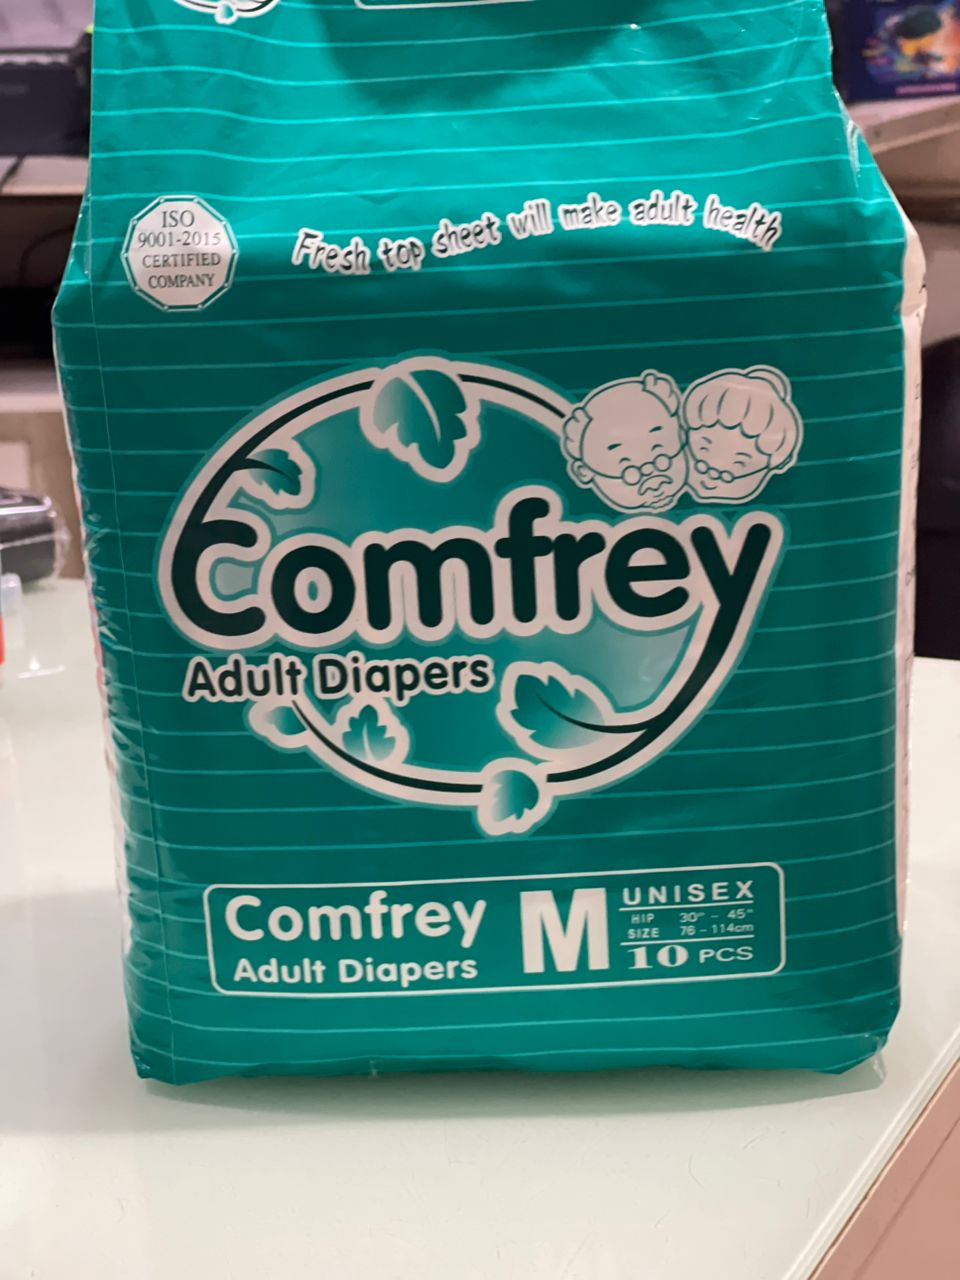 ISO
9001-2015
CERTIFIED
COMPANY
Fresh top sheet will make adult health
Comfrey
Adult Diapers
Comfrey
Adult Diapers
M
UNISEX
HIP 30" - 45"
SIZE 76 - 114cm
10 PCS